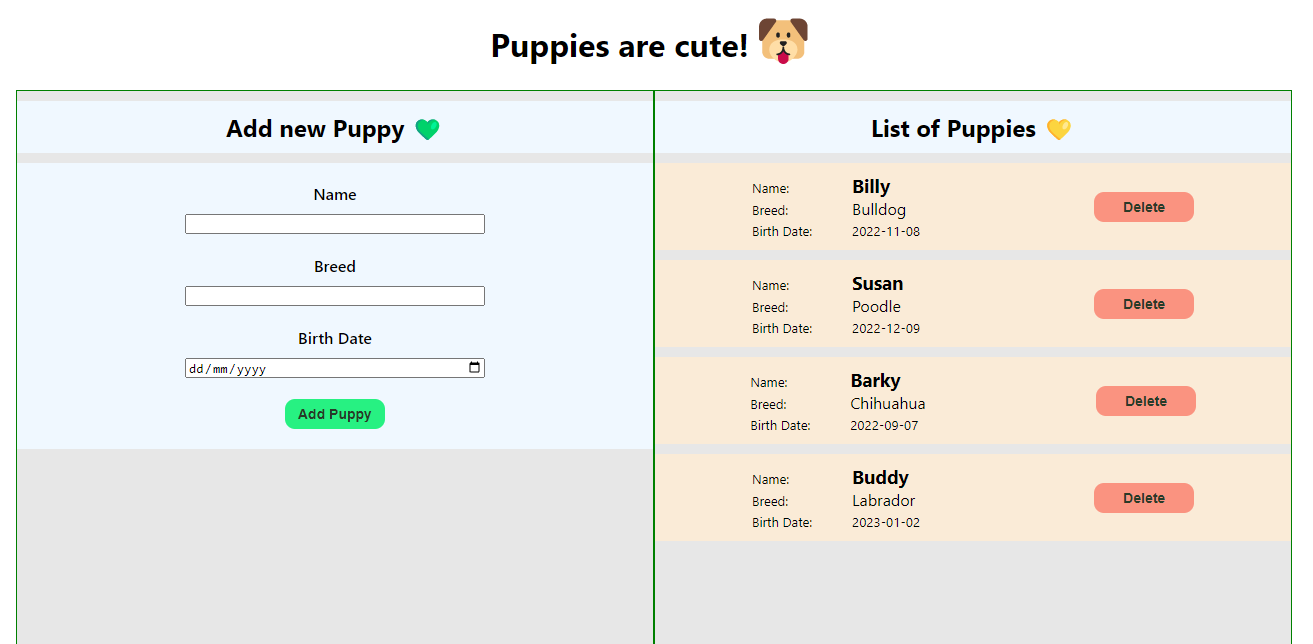 Puppies are cute!
Add new Puppy
Name
Breed
Birth Date
dd/mm/yyyy
Add Puppy
List of Puppies
Name: Billy
Breed: Bulldog
Birth Date: 2022-11-08
Delete
Name: Susan
Breed: Poodle
Birth Date: 2022-12-09
Delete
Name: Barky
Breed: Chihuahua
Birth Date: 2022-09-07
Delete
Name: Buddy
Breed: Labrador
Birth Date: 2023-01-02
Delete